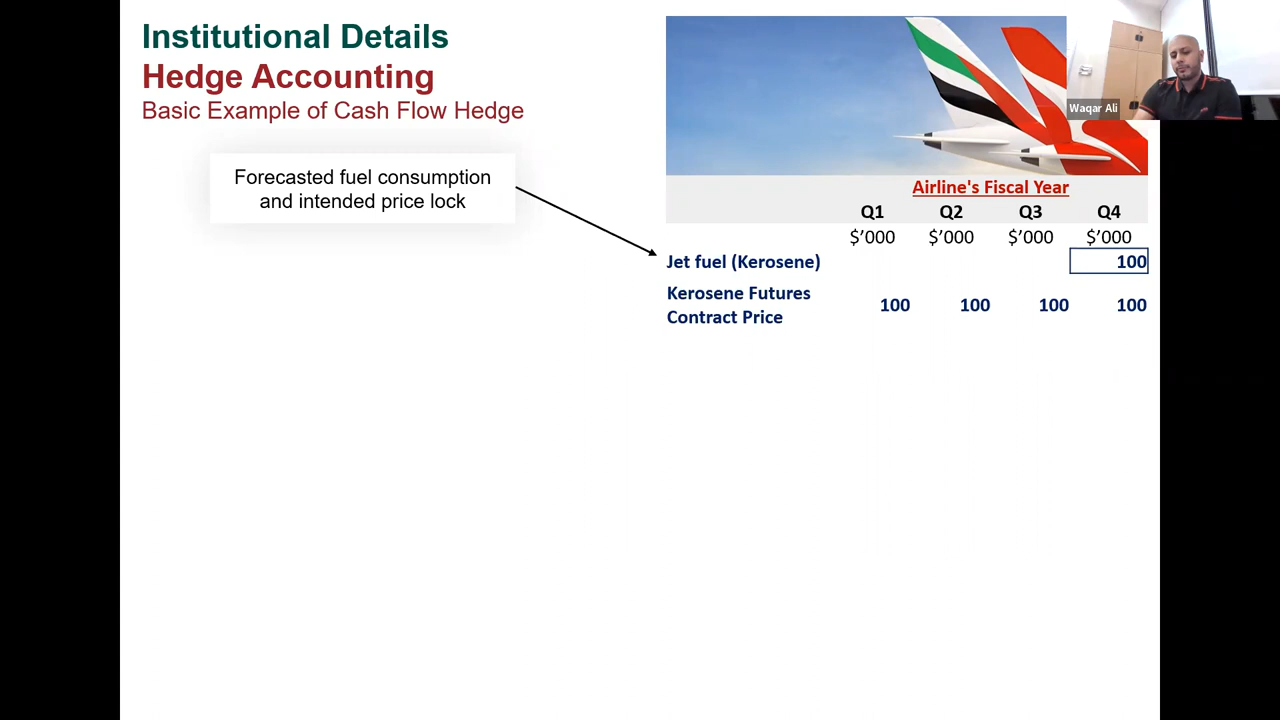 Institutional Details
Hedge Accounting
Basic Example of Cash Flow Hedge
Forecasted fuel consumption
and intended price lock
Waqar Ali
Airline's Fiscal Year
Q1 Q2 Q3 Q4
$’000 $’000 $’000 $’000
Jet fuel (Kerosene) 100
Kerosene Futures
Contract Price 100 100 100 100